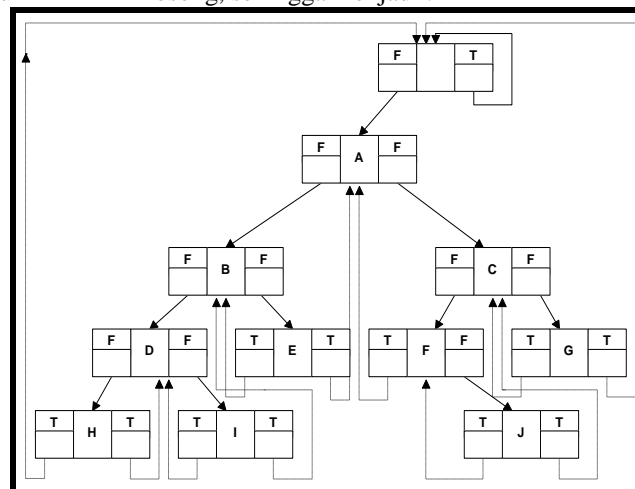 F T
F A F
F B F
F C F
F D F
T E T
T F F
T G T
T H T
T I T
T J T